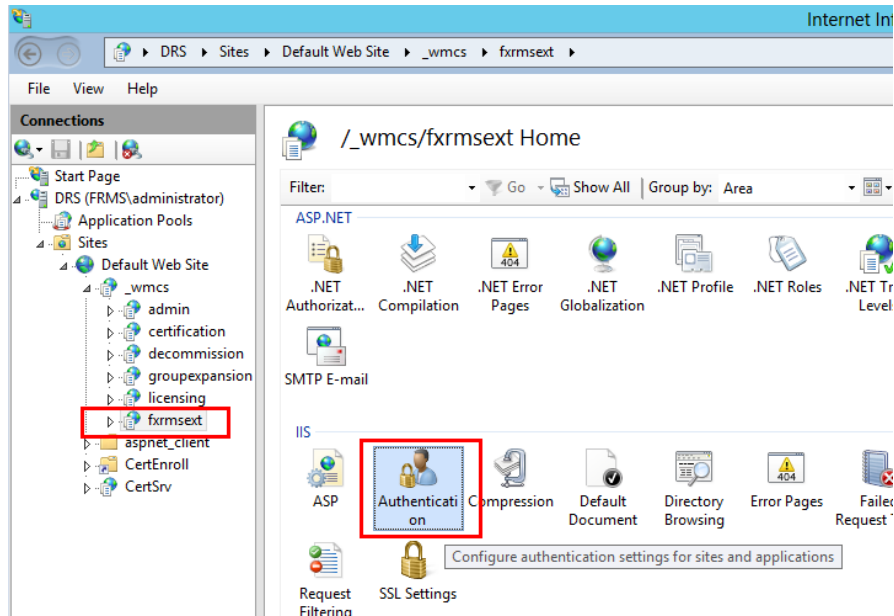 Internet Inf
DRS Sites Default Web Site _wmcs fxrmsext
File View Help
Connections
Start Page
DRS (FRMS\administrator)
Application Pools
Sites
Default Web Site
_wmcs
admin
certification
decommission
groupexpansion
licensing
fxrmsext
aspnet_client
CertEnroll
CertSrv
/_wmcs/fxrmsext Home
Filter: Go Show All Group by: Area
ASP.NET
.NET Authorizat...
.NET Compilation
.NET Error Pages
.NET Globalization
.NET Profile
.NET Roles
.NET Tr Level
SMTP E-mail
IIS
ASP
Authenticati on
Compression
Default Document
Directory Browsing
Error Pages
Failed Request T
Configure authentication settings for sites and applications
Request Filtering
SSL Settings